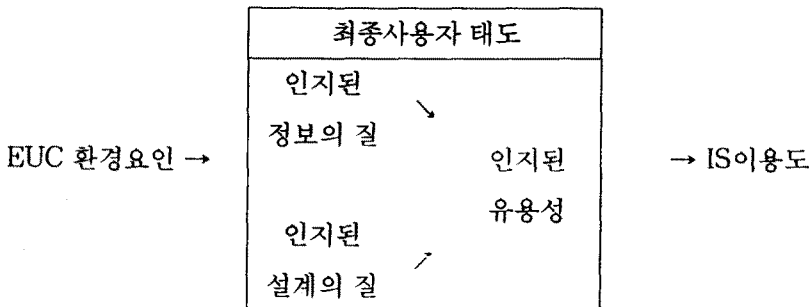 최종사용자 태도
인지된
정보의 질
EUC 환경요인 →
인지된
유용성
→ IS이용도
인지된
설계의 질